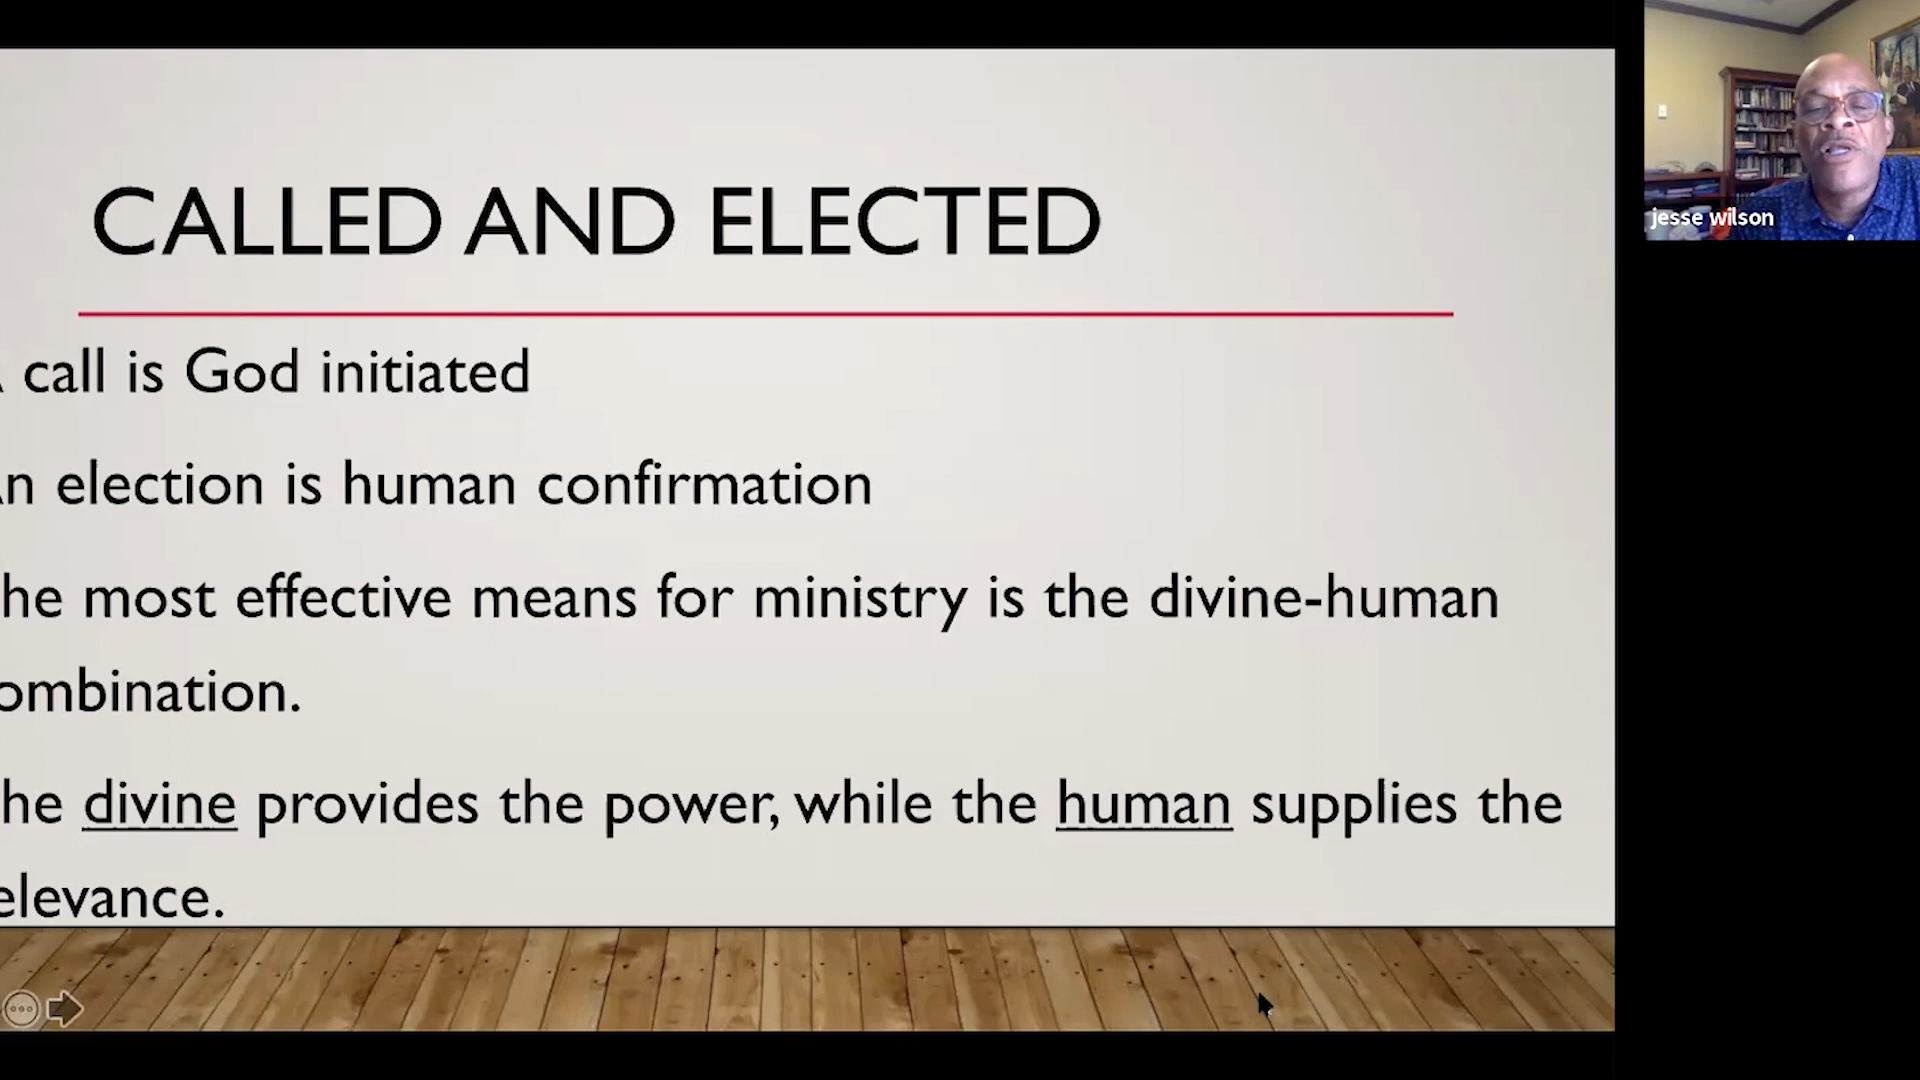 CALLED AND ELECTED
call is God initiated
n election is human confirmation
he most effective means for ministry is the divine-human
ombination.
he divine provides the power, while the human supplies the
elevance.
jesse wilson